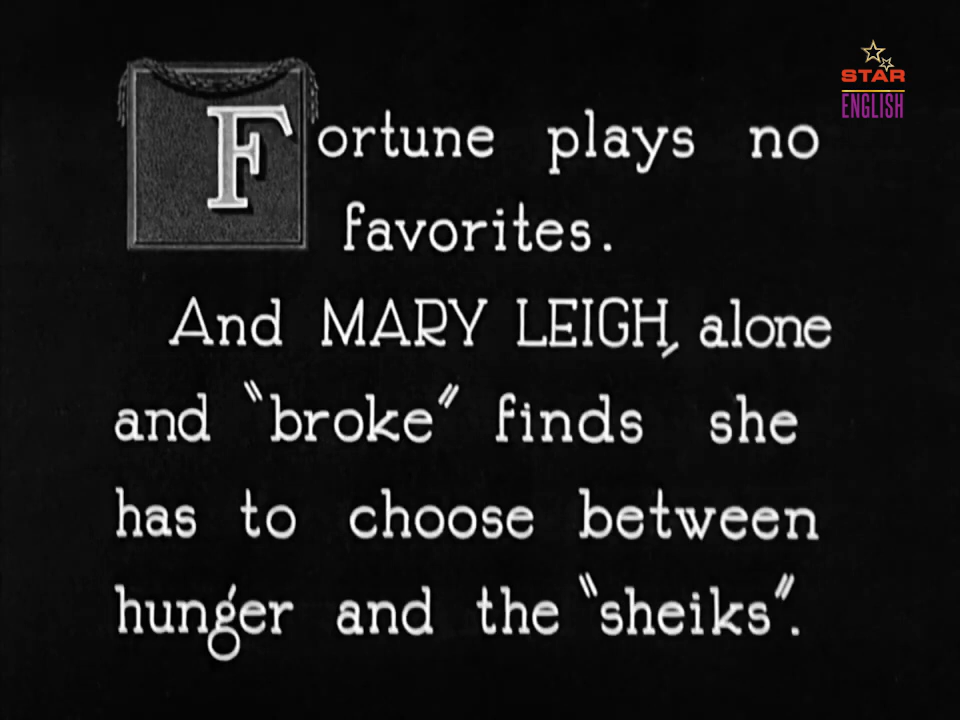 STAR
ENGLISH
Fortune plays no
favorites.
And MARY LEIGH, alone
and "broke" finds she
has to choose between
hunger and the "sheiks".